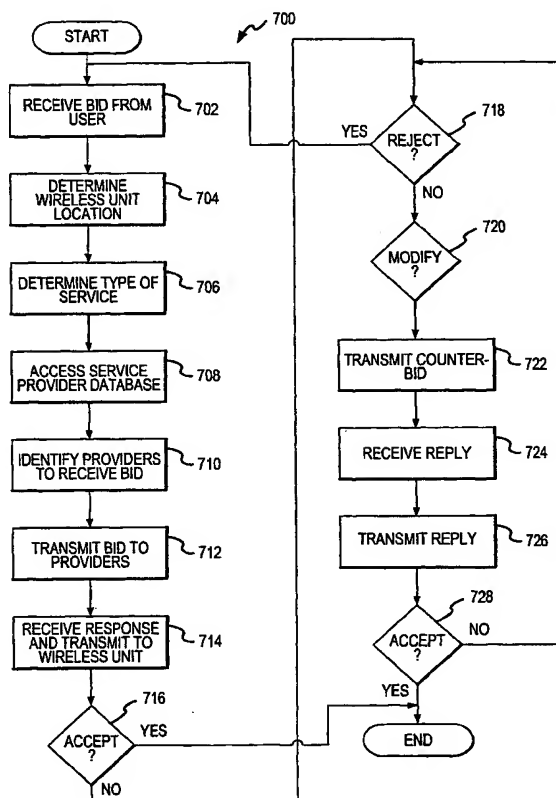 START
700
RECEIVE BID FROM
USER
702
DETERMINE
WIRELESS UNIT
LOCATION
704
DETERMINE TYPE OF
SERVICE
706
ACCESS SERVICE
PROVIDER DATABASE
708
IDENTIFY PROVIDERS
TO RECEIVE BID
710
TRANSMIT BID TO
PROVIDERS
712
RECEIVE RESPONSE
AND TRANSMIT TO
WIRELESS UNIT
714
716
ACCEPT
?
YES
NO
718
YES
REJECT
?
NO
720
MODIFY
?
TRANSMIT COUNTER-
BID
722
RECEIVE REPLY
724
TRANSMIT REPLY
726
728
ACCEPT
?
NO
YES
END